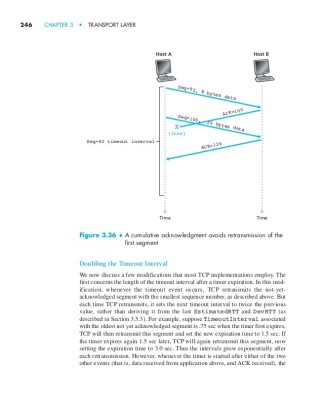 246 CHAPTER 3 • TRANSPORT LAYER
Host A Host B
Seq=92, 8 bytes data
ACK=100
Seq=100, 20 bytes data
X
(loss)
Seq=92 timeout interval
ACK=120
Time Time
Figure 3.36 ♦ A cumulative acknowledgment avoids retransmission of the
first segment
Doubling the Timeout Interval
We now discuss a few modifications that most TCP implementations employ. The
first concerns the length of the timeout interval after a timer expiration. In this mod-
ification, whenever the timeout event occurs, TCP retransmits the not-yet-
acknowledged segment with the smallest sequence number, as described above. But
each time TCP retransmits, it sets the next timeout interval to twice the previous
value, rather than deriving it from the last EstimatedRTT and DevRTT (as
described in Section 3.5.3). For example, suppose TimeoutInterval associated
with the oldest not yet acknowledged segment is .75 sec when the timer first expires.
TCP will then retransmit this segment and set the new expiration time to 1.5 sec. If
the timer expires again 1.5 sec later, TCP will again retransmit this segment, now
setting the expiration time to 3.0 sec. Thus the intervals grow exponentially after
each retransmission. However, whenever the timer is started after either of the two
other events (that is, data received from application above, and ACK received), the